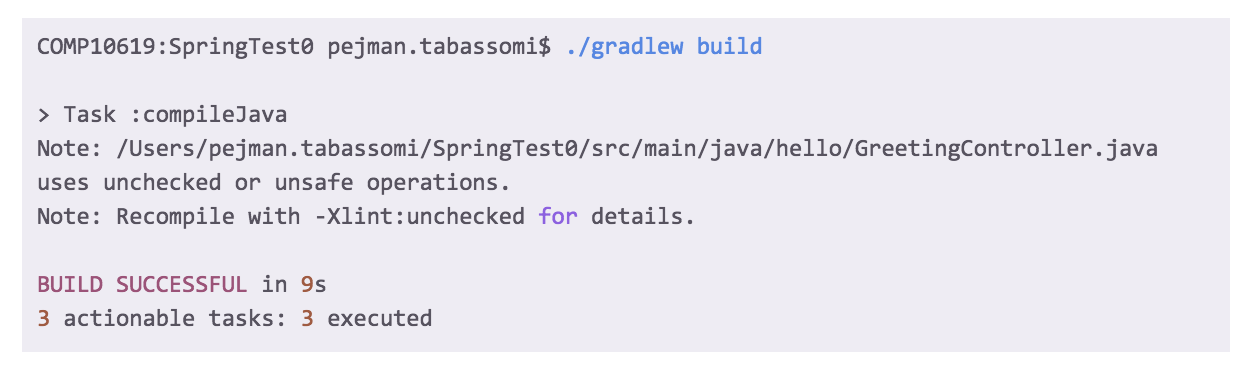 COMP10619:SpringTest0 pejman.tabassomi$ ./gradlew build
> Task :compileJava
Note: /Users/pejman.tabassomi/SpringTest0/src/main/java/hello/GreetingController.java
uses unchecked or unsafe operations.
Note: Recompile with -Xlint:unchecked for details.
BUILD SUCCESSFUL in 9s
3 actionable tasks: 3 executed